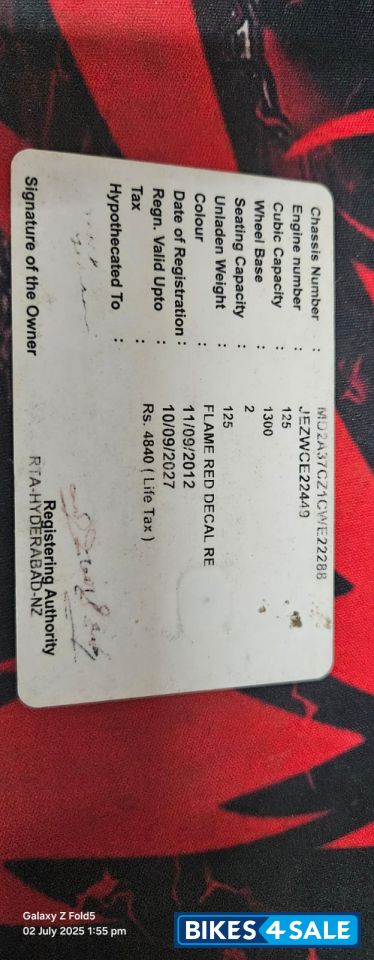 Chassis Number : MD2A37CZ1CWE22288
Engine number : JEZWCE22449
Cubic Capacity : 125
Wheel Base : 1300
Seating Capacity : 2
Unladen Weight : 125
Colour : FLAME RED DECAL RE
Date of Registration : 11/09/2012
Regn. Valid Upto : 10/09/2027
Tax : Rs. 4840 ( Life Tax )
Hypothecated To :
Signature of the Owner
Registering Authority
RTA-HYDERABAD-NZ
Galaxy Z Fold5
02 July 2025 1:55 pm
BIKES4SALE